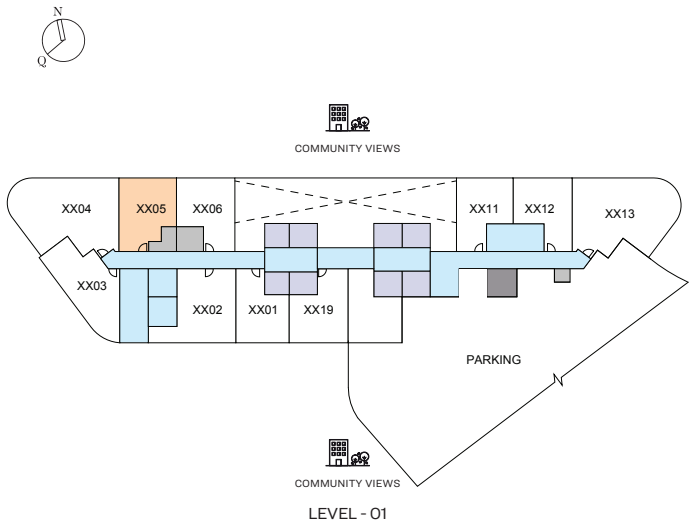 N
Q
COMMUNITY VIEWS
XX04
XX05
XX06
XX11
XX12
XX13
XX03
XX02
XX01
XX19
PARKING
COMMUNITY VIEWS
LEVEL - 01